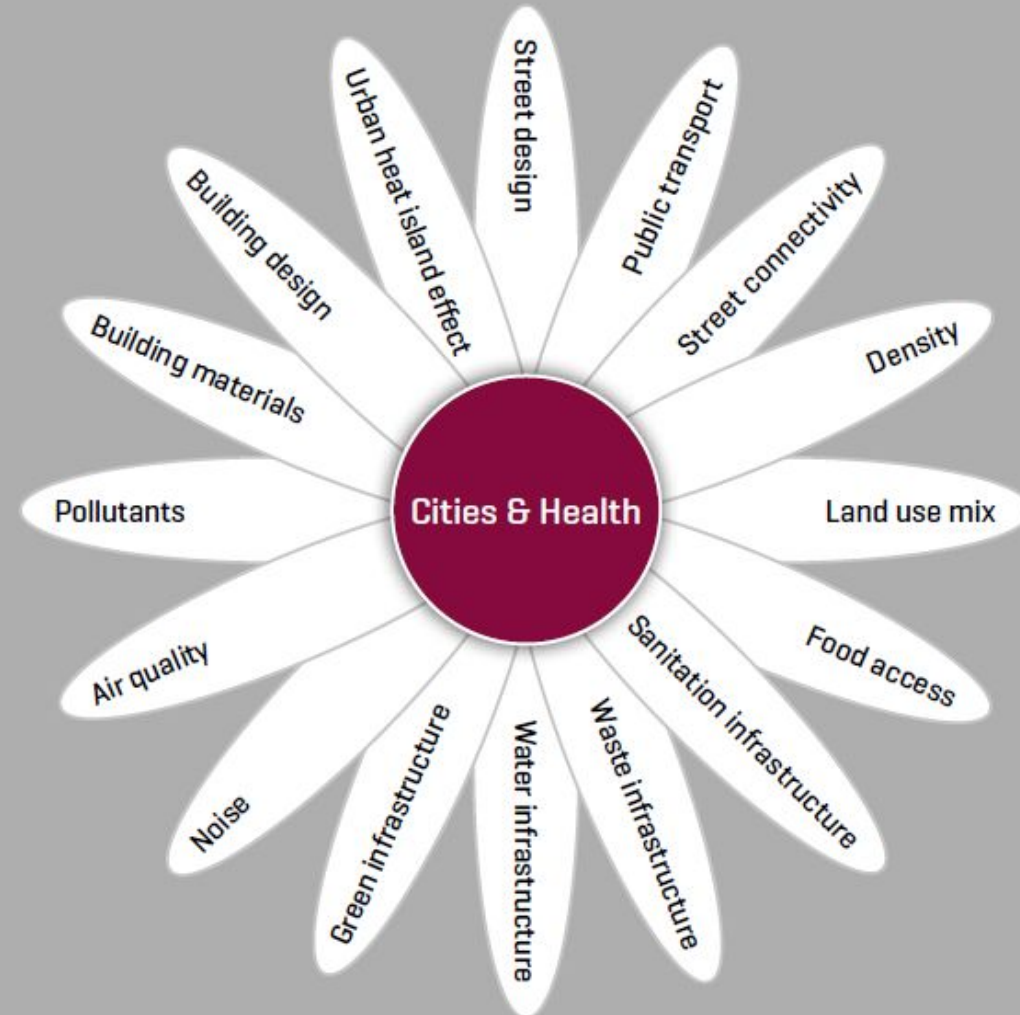 Street design
Public transport
Street connectivity
Density
Land use mix
Food access
Sanitation infrastructure
Waste infrastructure
Water infrastructure
Green infrastructure
Noise
Air quality
Pollutants
Building materials
Building design
Urban heat island effect
Cities & Health